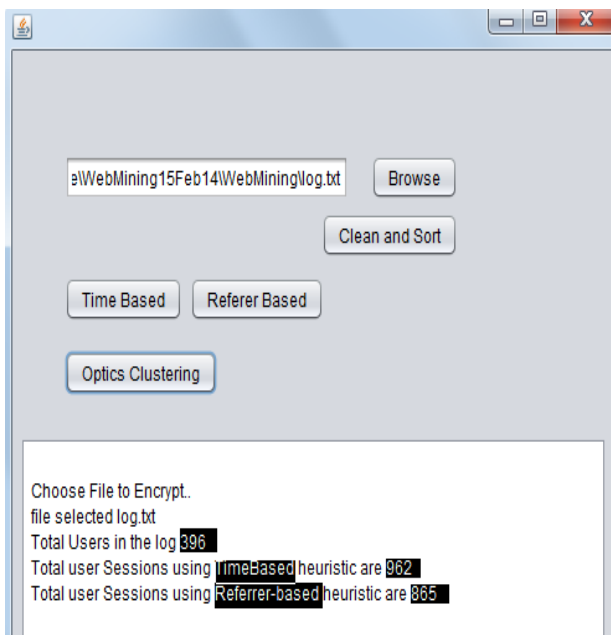 e\WebMining15Feb14\WebMining\log.txt
Browse
Clean and Sort
Time Based
Referer Based
Optics Clustering
Choose File to Encrypt..
file selected log.txt
Total Users in the log 396
Total user Sessions using TimeBased heuristic are 962
Total user Sessions using Referrer-based heuristic are 865